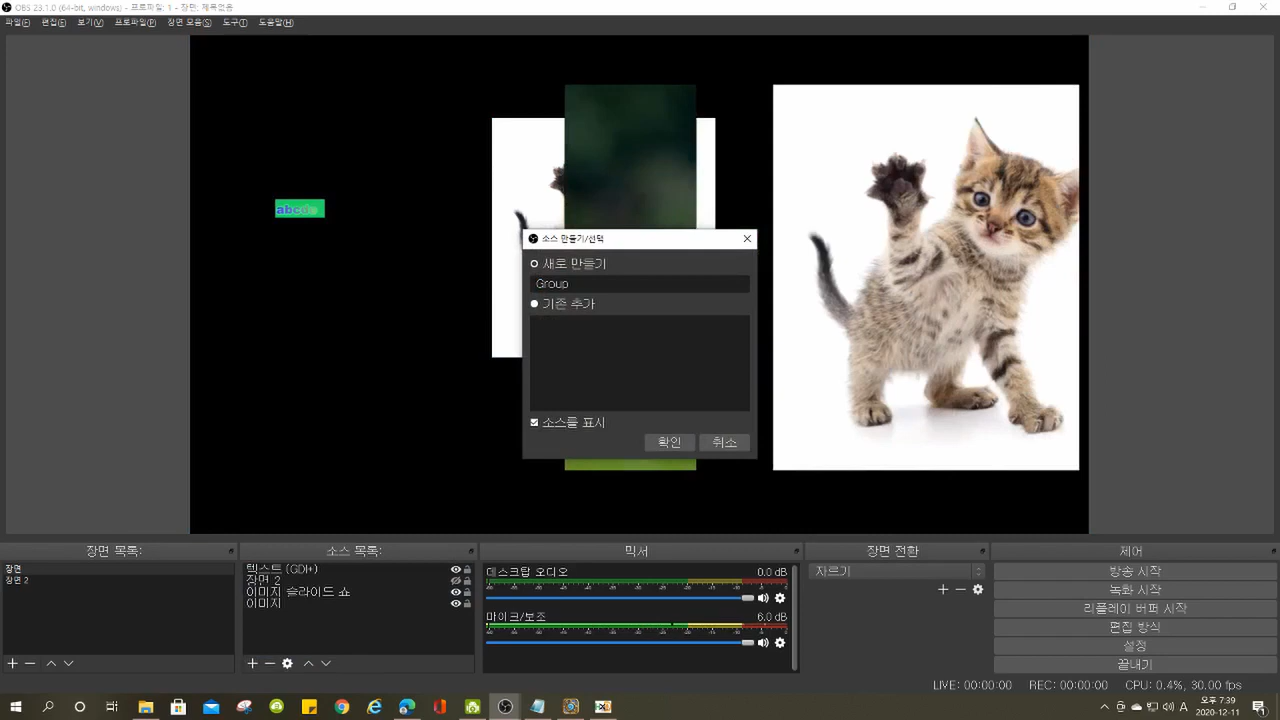 OBS 23.1.0 (64-bit, windows) - 프로파일: 1 - 장면: 제목없음
파일(F) 편집(E) 보기(V) 프로파일(P) 장면 모음(S) 도구(T) 도움말(H)
abcde
소스 만들기/선택
새로 만들기
Group
기존 추가
소스를 표시
확인 취소
장면 목록: 소스 목록: 믹서 장면 전환 제어
장면
장면 2
텍스트 (GDI+)
장면 2
이미지 슬라이드 쇼
이미지
데스크탑 오디오 0.0 dB
마이크/보조 6.0 dB
자르기
방송 시작
녹화 시작
리플레이 버퍼 시작
편집 방식
설정
끝내기
LIVE: 00:00:00 REC: 00:00:00 CPU: 0.4%, 30.00 fps
A 오후 7:39
2020-12-11